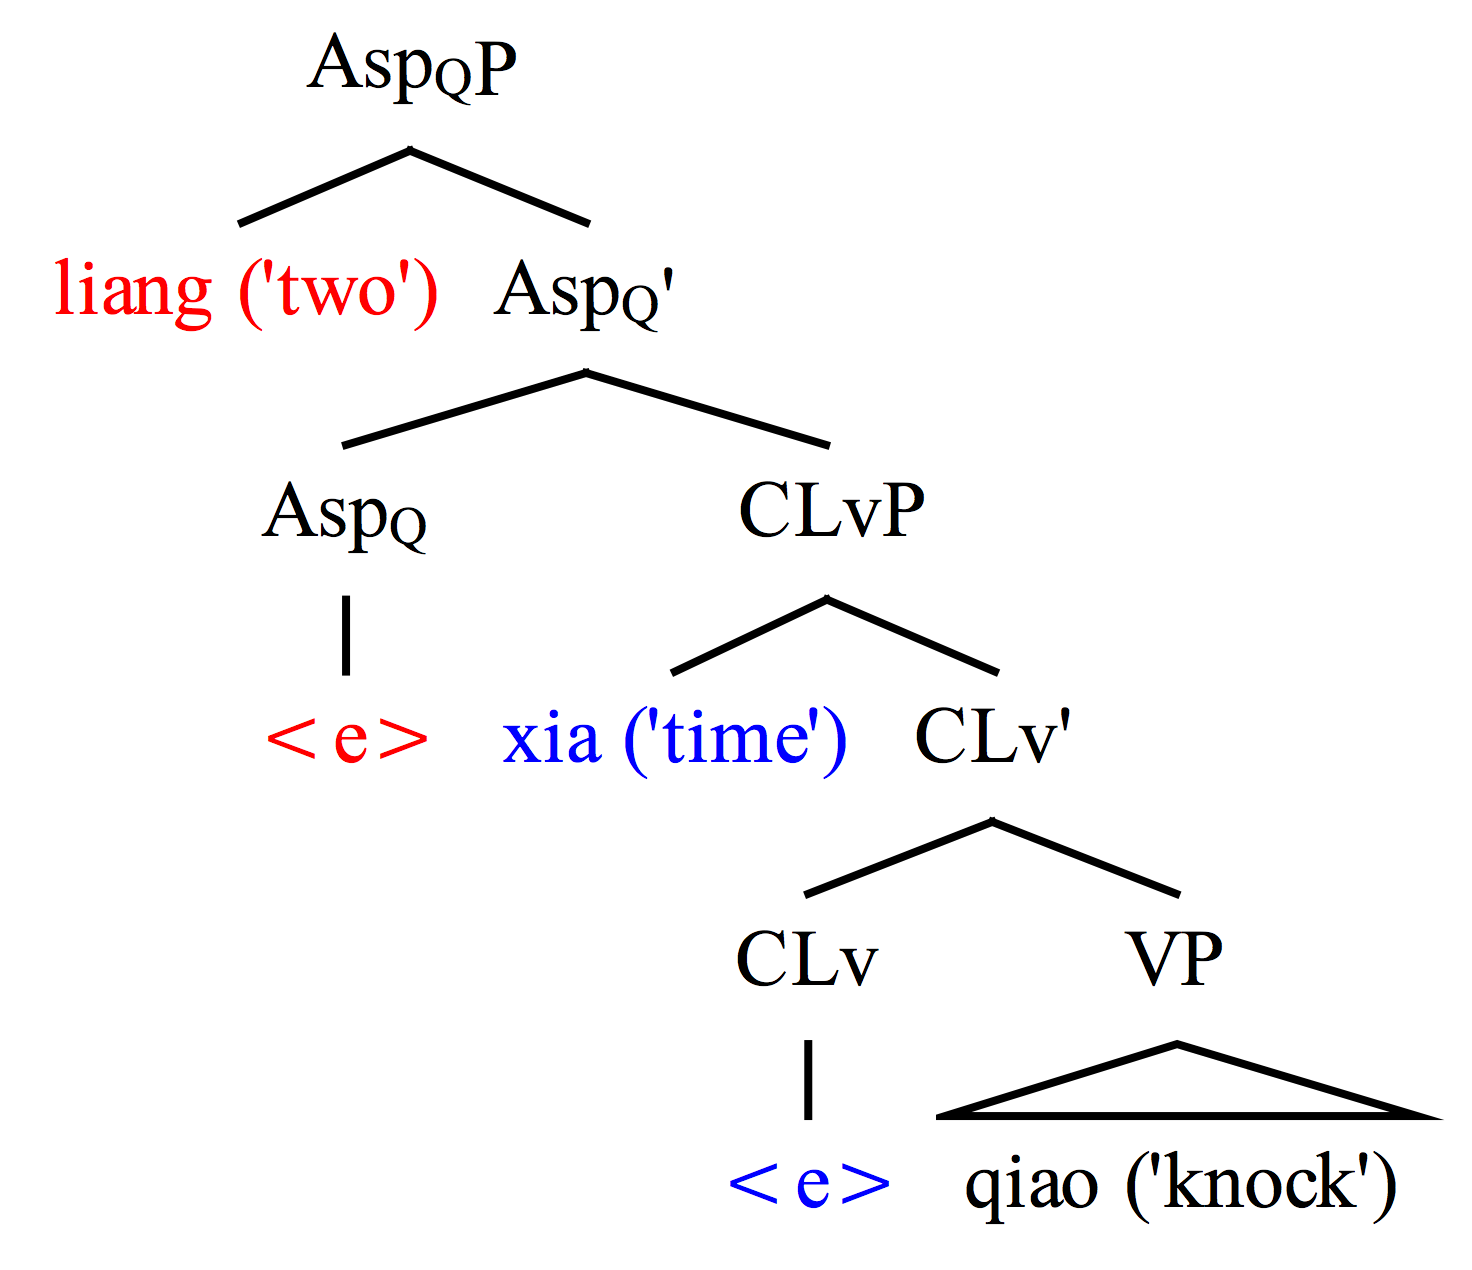 AspQP
liang ('two') AspQ'
AspQ CLvP
<e> xia ('time') CLv'
CLv VP
<e> qiao ('knock')